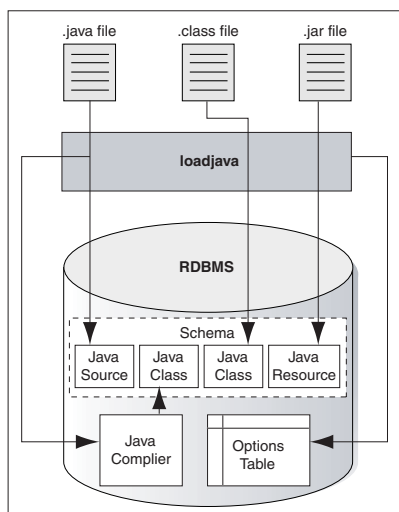 .java file
.class file
.jar file
loadjava
RDBMS
Schema
Java
Source
Java
Class
Java
Class
Java
Resource
Java
Complier
Options
Table